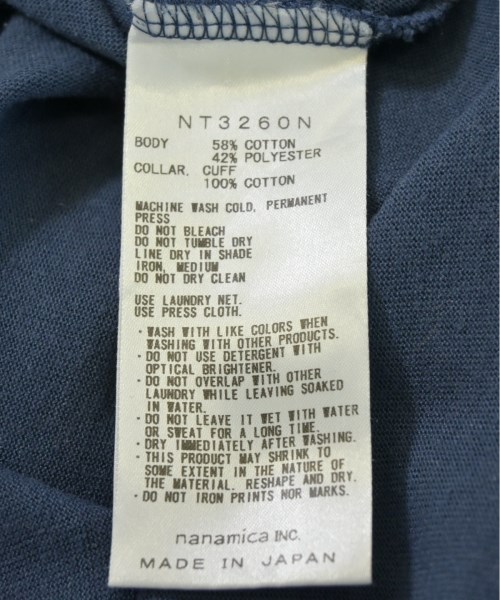 NT3260N
BODY 58% COTTON
42% POLYESTER
COLLAR, CUFF
100% COTTON
MACHINE WASH COLD, PERMANENT
PRESS
DO NOT BLEACH
DO NOT TUMBLE DRY
LINE DRY IN SHADE
IRON, MEDIUM
DO NOT DRY CLEAN
USE LAUNDRY NET.
USE PRESS CLOTH.
・WASH WITH LIKE COLORS WHEN
WASHING WITH OTHER PRODUCTS.
・DO NOT USE DETERGENT WITH
OPTICAL BRIGHTENER.
・DO NOT OVERLAP WITH OTHER
LAUNDRY WHILE LEAVING SOAKED
IN WATER.
・DO NOT LEAVE IT WET WITH WATER
OR SWEAT FOR A LONG TIME.
・DRY IMMEDIATELY AFTER WASHING.
・THIS PRODUCT MAY SHRINK TO
SOME EXTENT IN THE NATURE OF
THE MATERIAL. RESHAPE AND DRY.
・DO NOT IRON PRINTS NOR MARKS.
nanamica INC.
MADE IN JAPAN